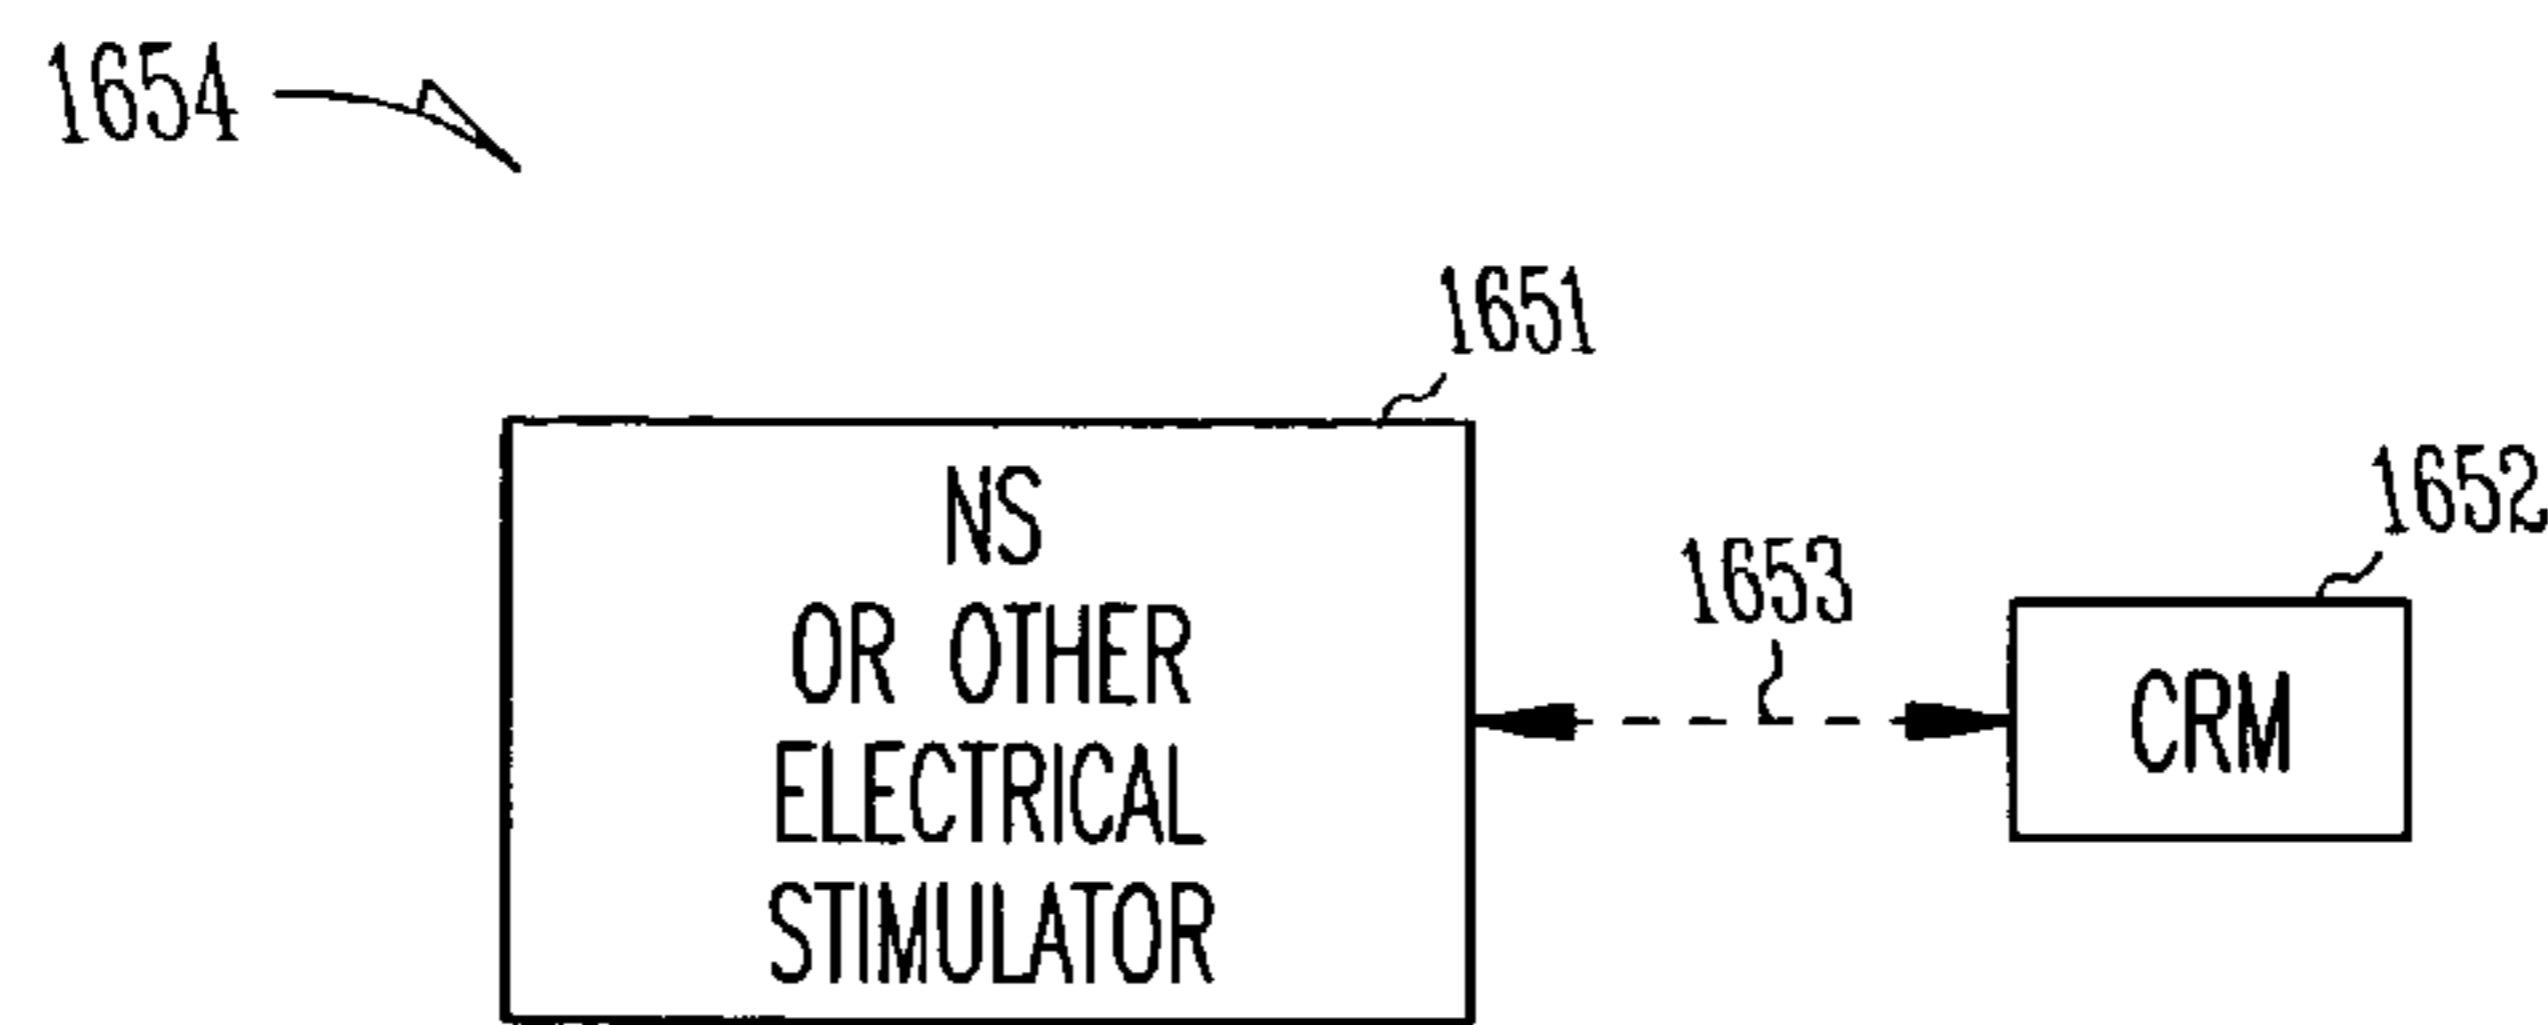 1654
1651
NS
OR OTHER
ELECTRICAL
STIMULATOR
1653
1652
CRM